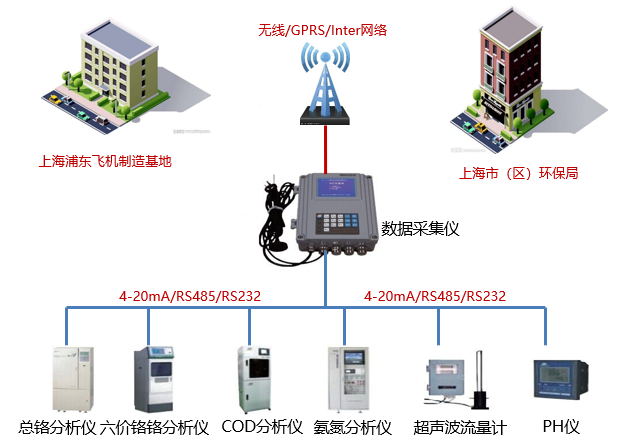 无线/GPRS/Inter网络
上海浦东飞机制造基地
上海市（区）环保局
数据采集仪
4-20mA/RS485/RS232
4-20mA/RS485/RS232
总铬分析仪
六价铬铬分析仪
COD分析仪
氨氮分析仪
超声波流量计
PH仪